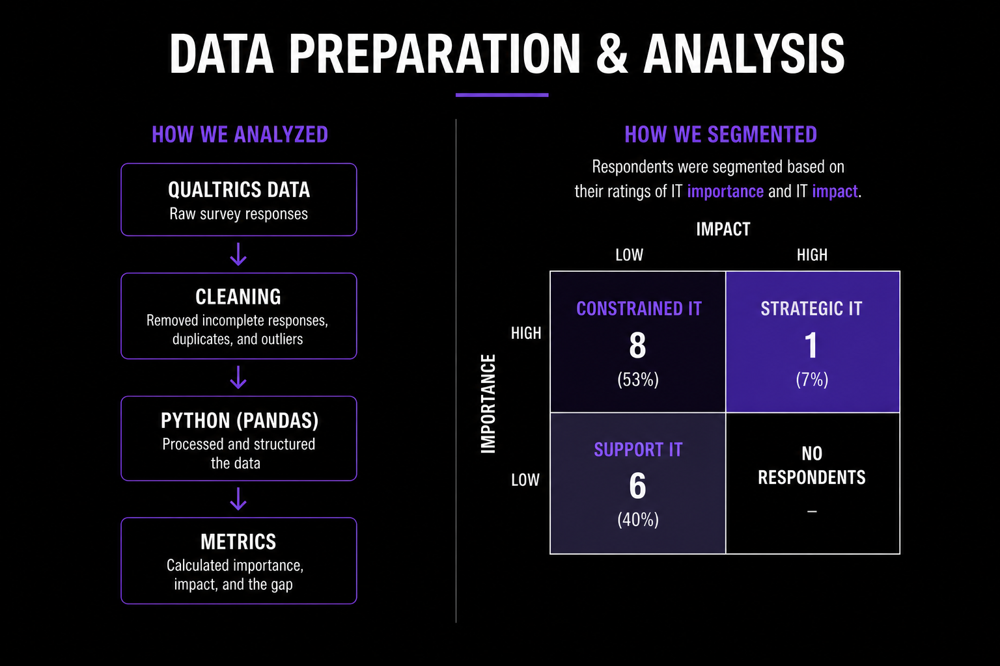 DATA PREPARATION & ANALYSIS
HOW WE ANALYZED
QUALTRICS DATA
Raw survey responses
CLEANING
Removed incomplete responses,
duplicates, and outliers
PYTHON (PANDAS)
Processed and structured
the data
METRICS
Calculated importance,
impact, and the gap
HOW WE SEGMENTED
Respondents were segmented based on
their ratings of IT importance and IT impact.
IMPACT
LOW
HIGH
IMPORTANCE
HIGH
CONSTRAINED IT
8
(53%)
STRATEGIC IT
1
(7%)
LOW
SUPPORT IT
6
(40%)
NO
RESPONDENTS
–